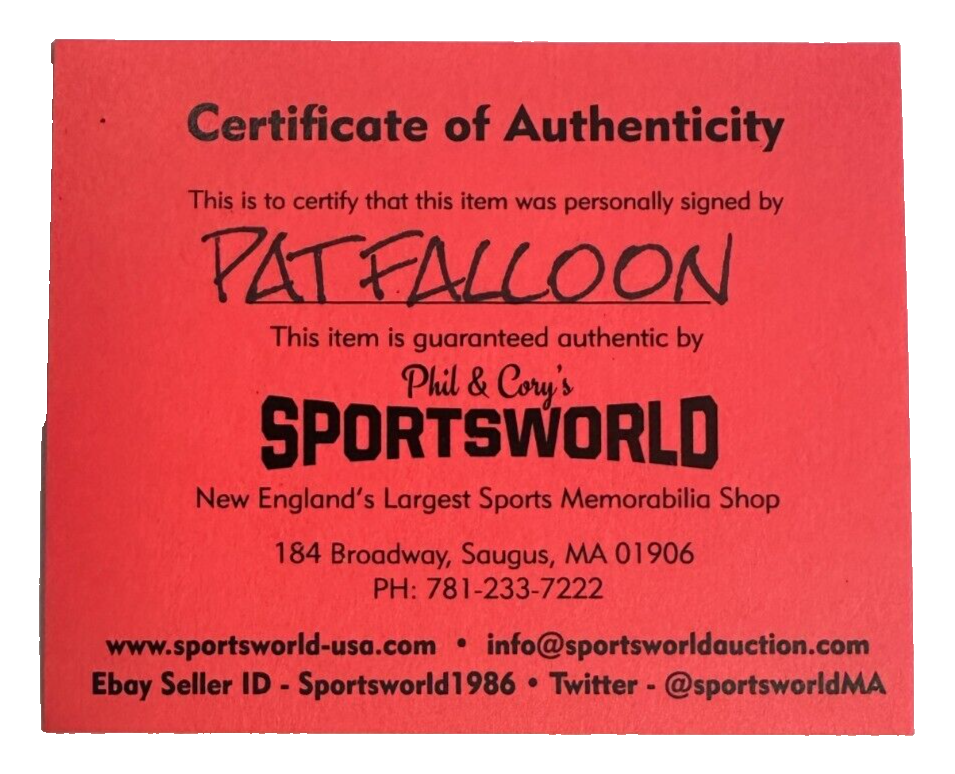 Certificate of Authenticity
This is to certify that this item was personally signed by
PAT FALLOON
This item is guaranteed authentic by
Phil & Cory's
SPORTSWORLD
New England's Largest Sports Memorabilia Shop
184 Broadway, Saugus, MA 01906
PH: 781-233-7222
www.sportsworld-usa.com • info@sportsworldauction.com
Ebay Seller ID - Sportsworld1986 • Twitter - @sportsworldMA